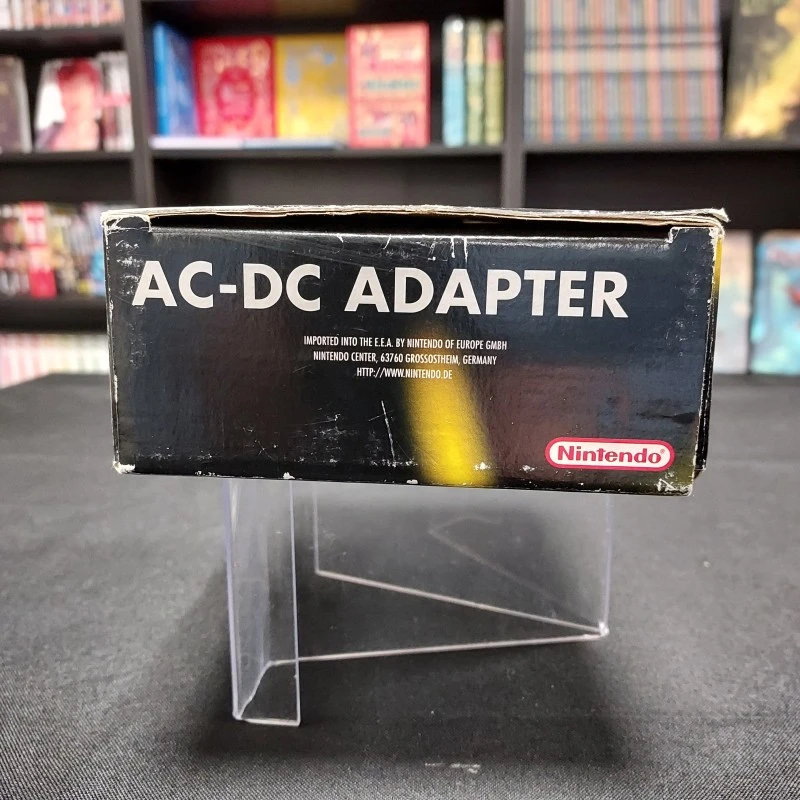 AC-DC ADAPTER
IMPORTED INTO THE E.E.A. BY NINTENDO OF EUROPE GMBH
NINTENDO CENTER, 63760 GROSSOSTHEIM, GERMANY
HTTP://WWW.NINTENDO.DE
Nintendo®